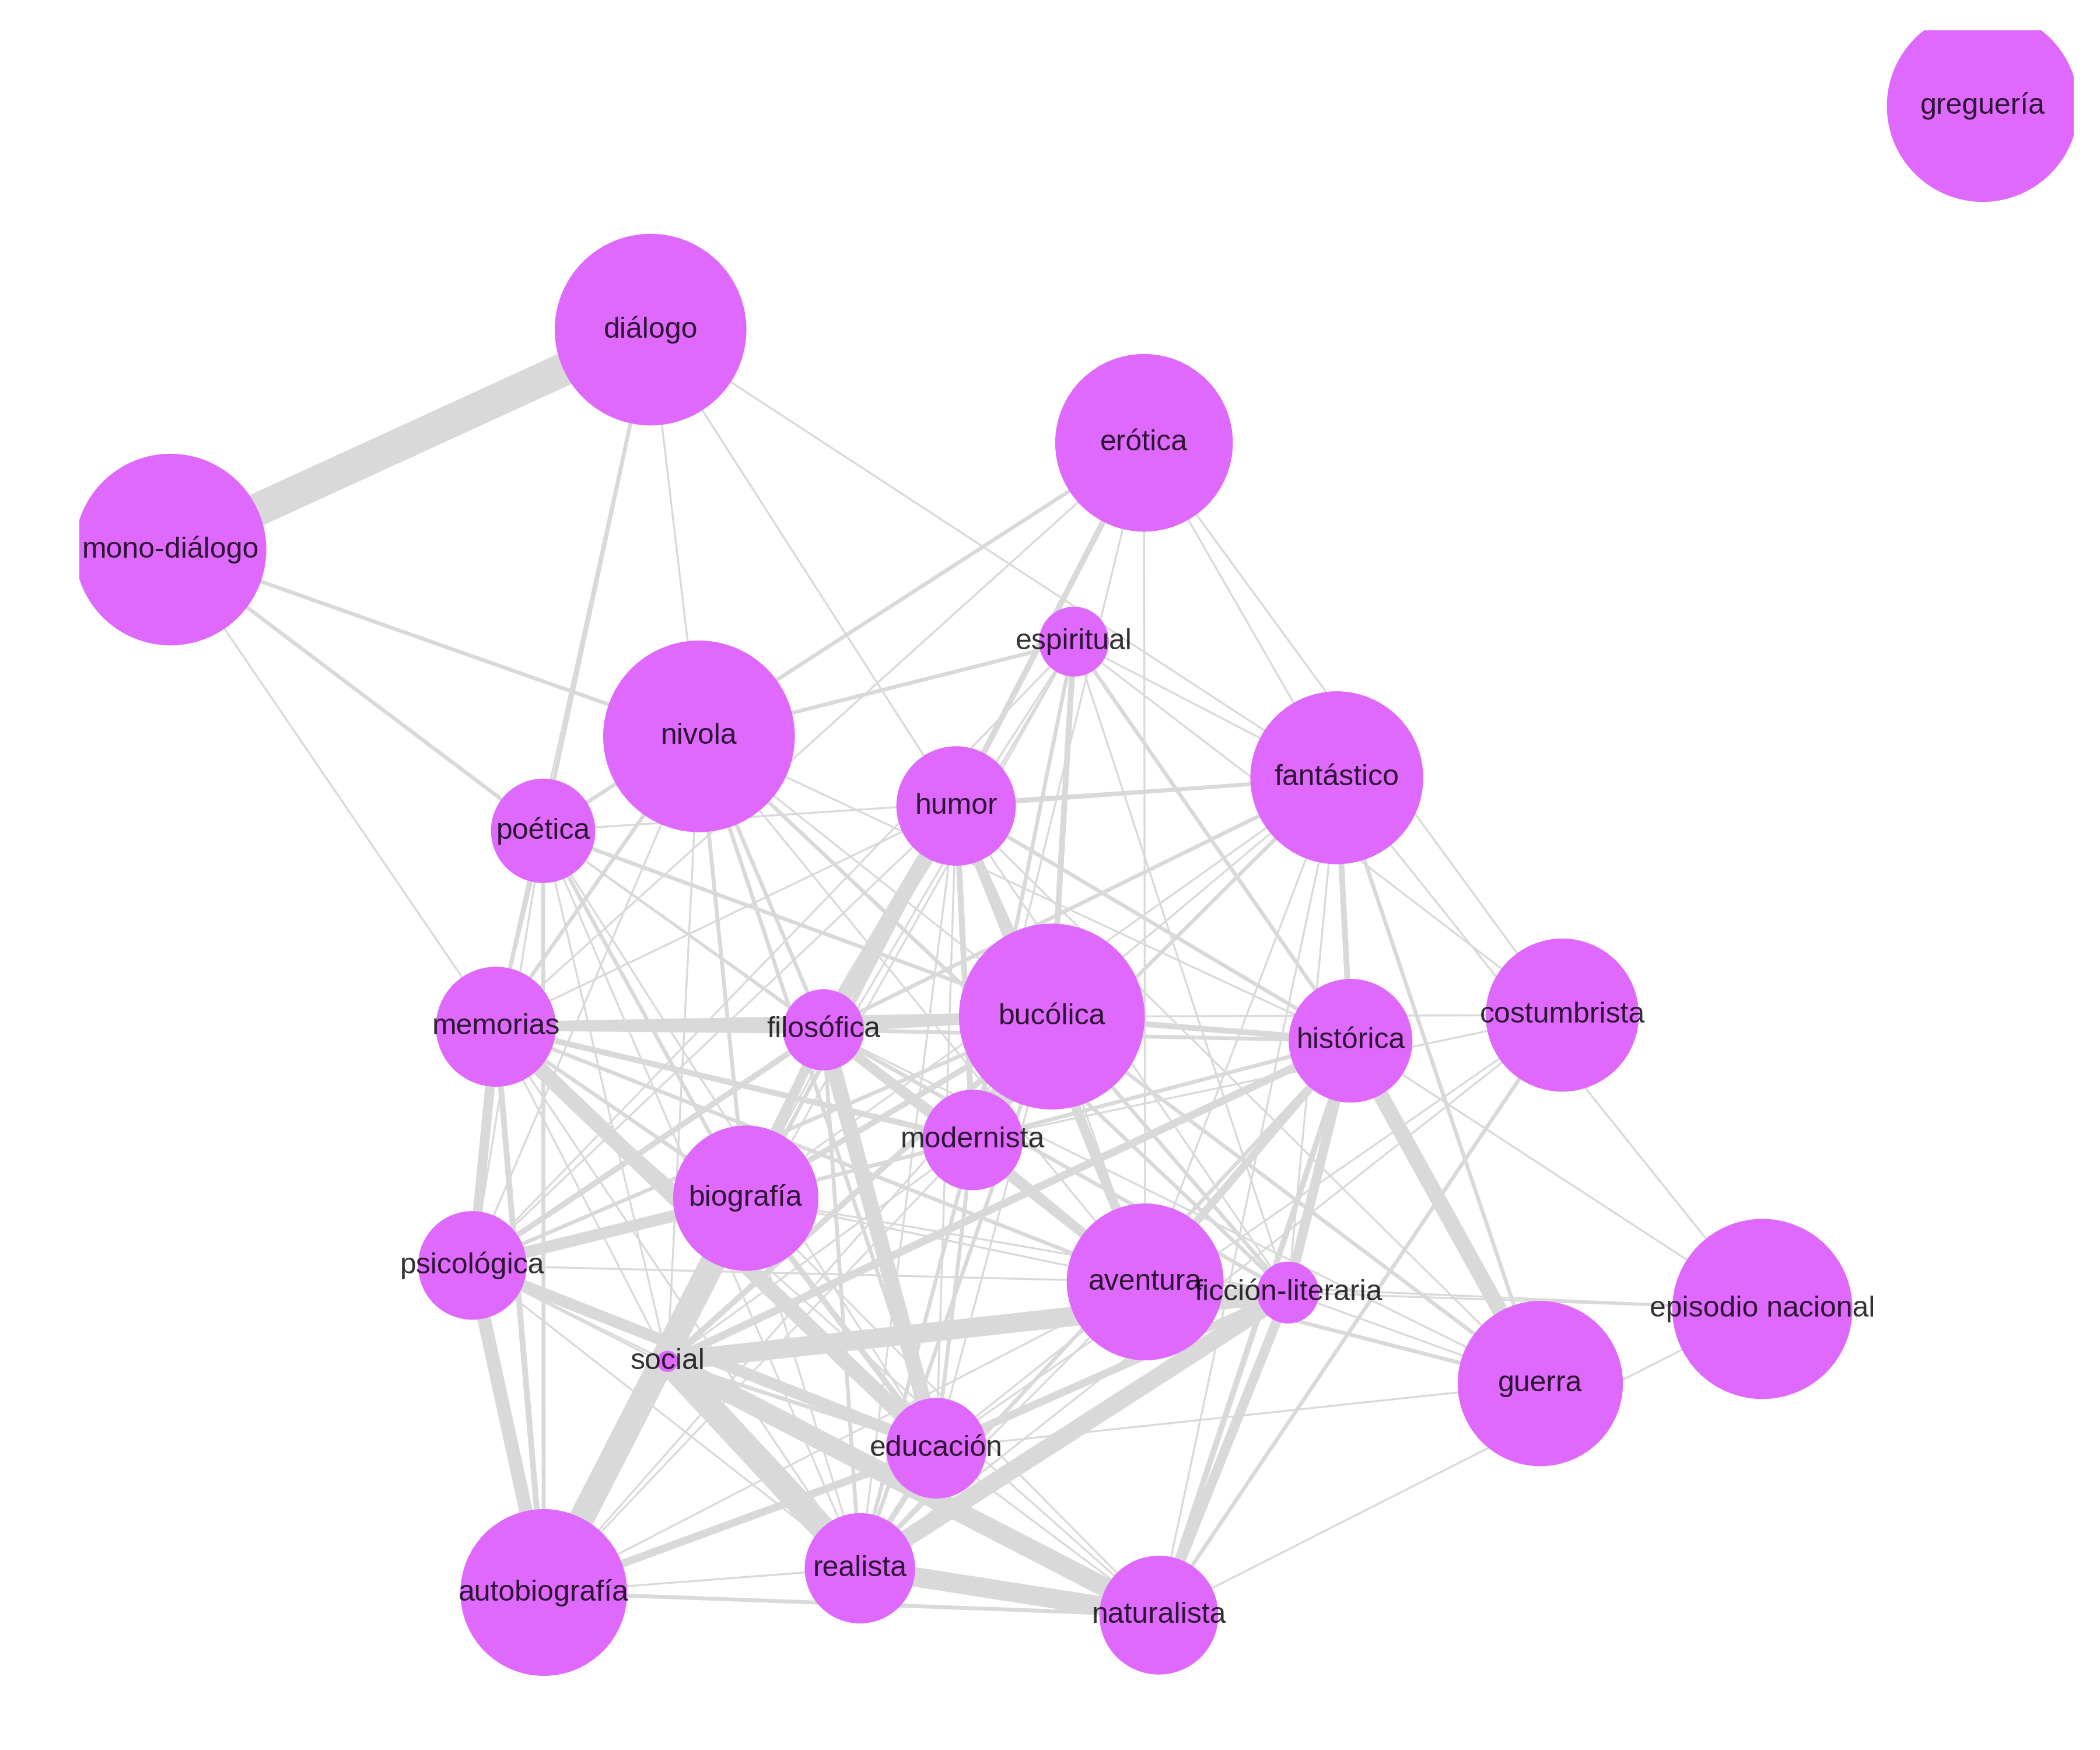 greguería
diálogo
erótica
mono-diálogo
espiritual
nivola
fantástico
humor
poética
bucólica
costumbrista
memorias
filosófica
histórica
modernista
biografía
psicológica
aventura
ficción-literaria
episodio nacional
social
guerra
educación
realista
autobiografía
naturalista